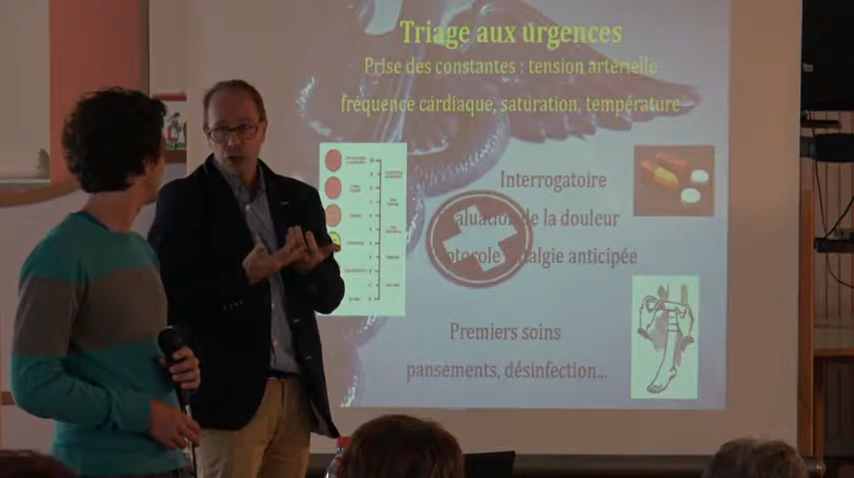 Triage aux urgences
Prise des constantes : tension artérielle
fréquence cardiaque, saturation, température
Interrogatoire
de la douleur
anticipée
Premiers soins
pansements, désinfection...